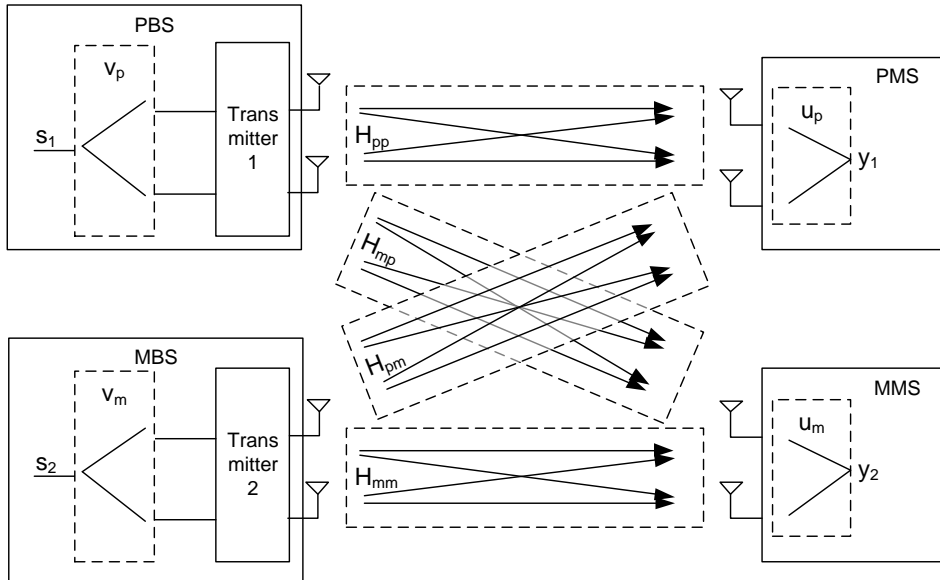 PBS
v_p
s_1
Trans
mitter
1
H_pp
PMS
u_p
y_1
H_mp
H_pm
MBS
v_m
s_2
Trans
mitter
2
H_mm
MMS
u_m
y_2